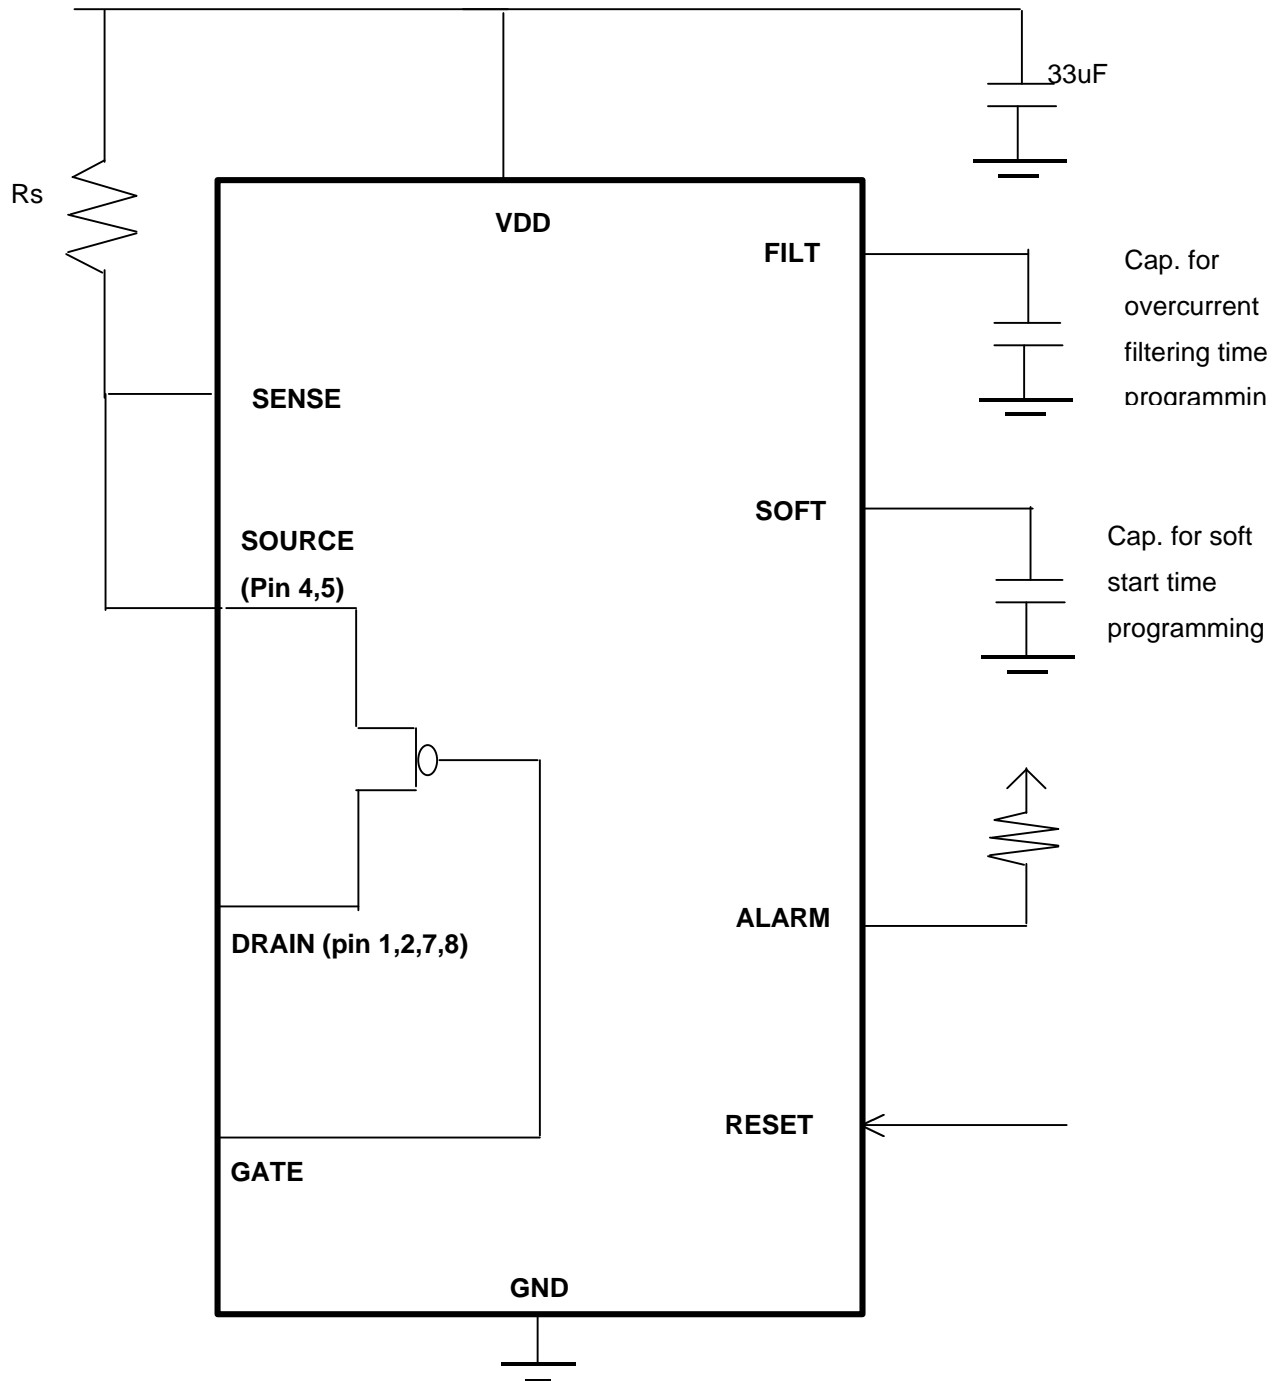 33uF
Rs
VDD
FILT
Cap. for
overcurrent
filtering time
programmin
SENSE
SOFT
SOURCE
(Pin 4,5)
Cap. for soft
start time
programming
ALARM
DRAIN (pin 1,2,7,8)
RESET
GATE
GND